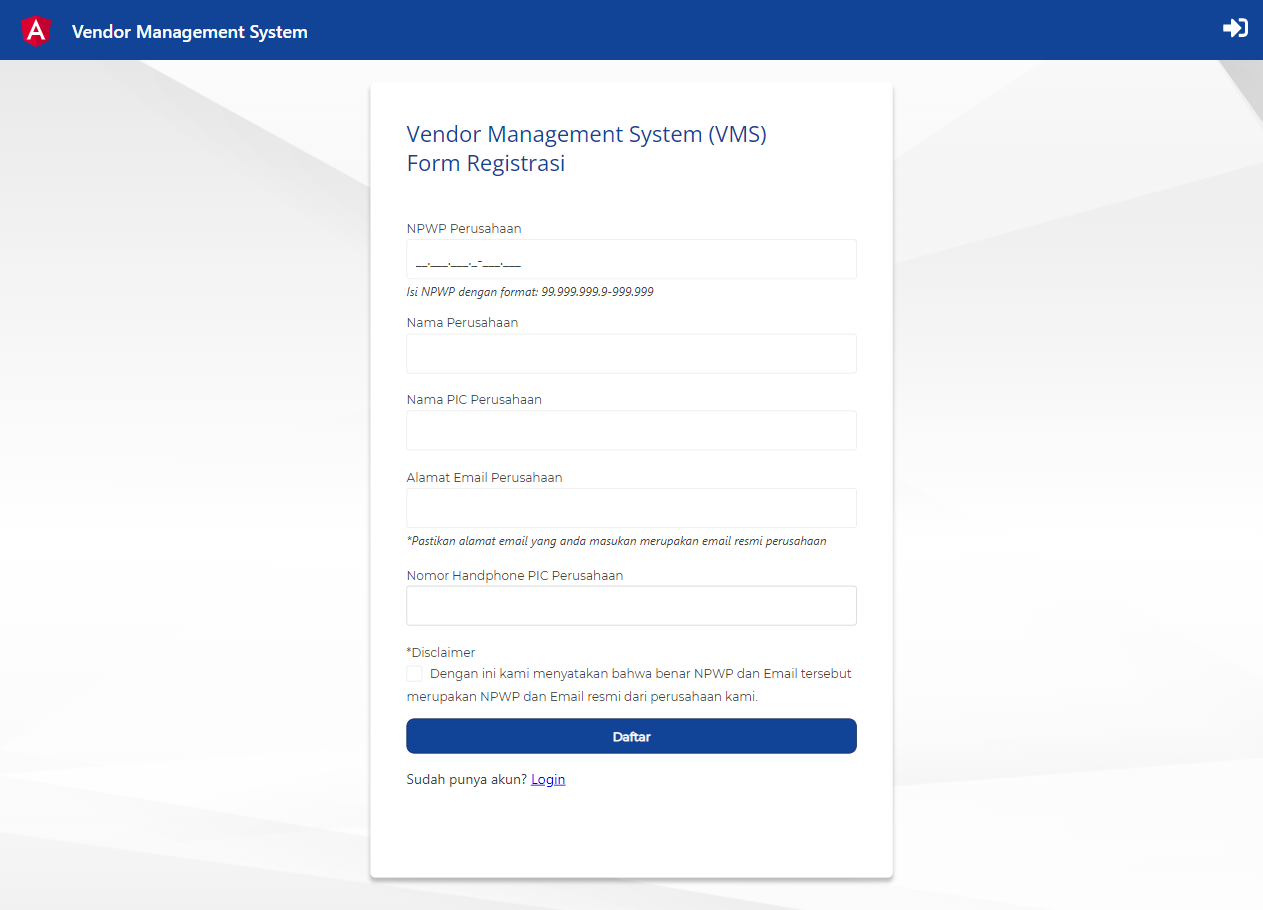 Vendor Management System
Vendor Management System (VMS)
Form Registrasi
NPWP Perusahaan
__.___.___._-___.___
Isi NPWP dengan format: 99.999.999.9-999.999
Nama Perusahaan
Nama PIC Perusahaan
Alamat Email Perusahaan
*Pastikan alamat email yang anda masukan merupakan email resmi perusahaan
Nomor Handphone PIC Perusahaan
*Disclaimer
Dengan ini kami menyatakan bahwa benar NPWP dan Email tersebut
merupakan NPWP dan Email resmi dari perusahaan kami.
Daftar
Sudah punya akun? Login